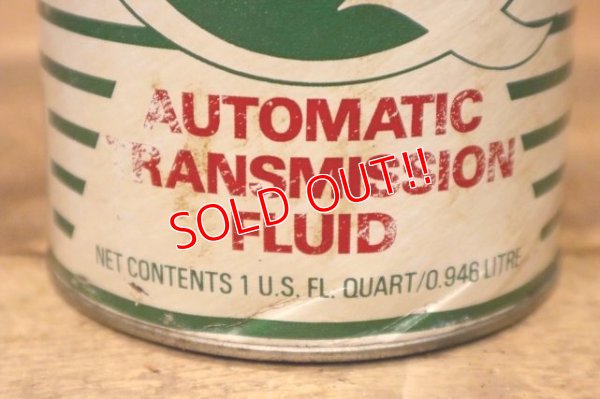 AUTOMATIC
TRANSMISSION
FLUID
SOLD OUT!!
NET CONTENTS 1 U.S. FL. QUART/0.946 LITRE